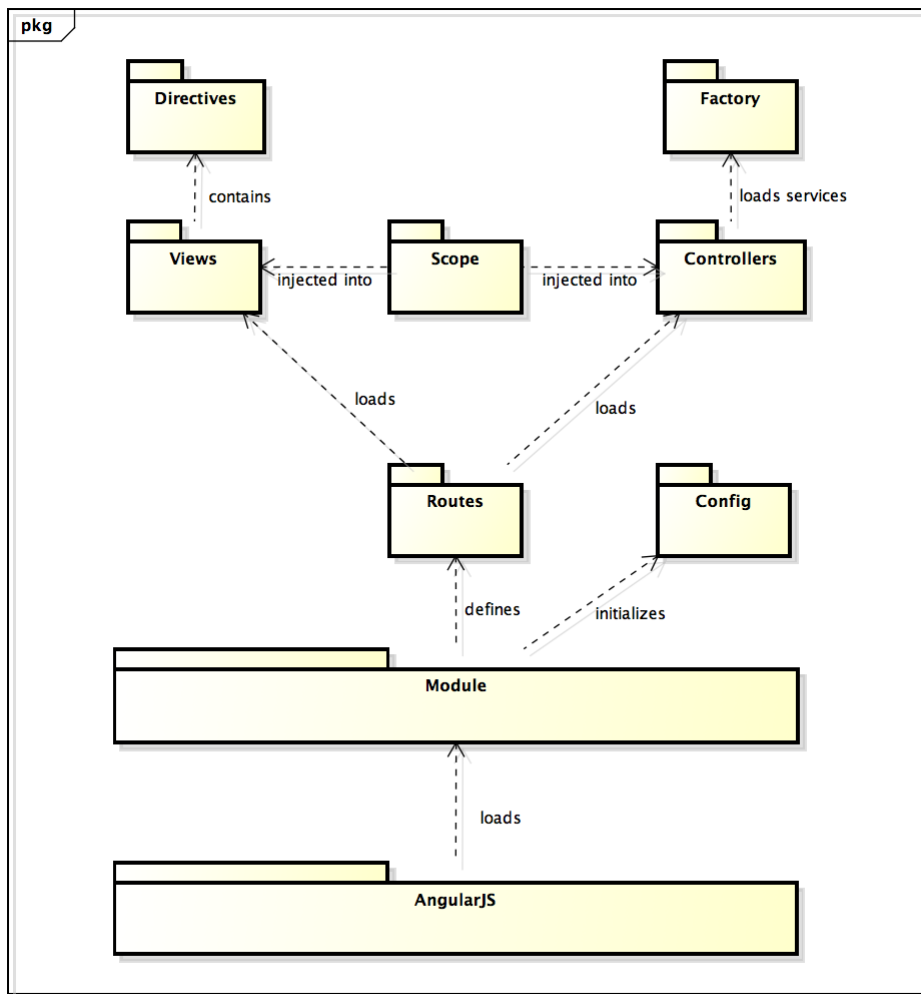 pkg
Directives
Factory
contains
loads services
Views
Scope
Controllers
injected into
injected into
loads
loads
Routes
Config
defines
initializes
Module
loads
AngularJS